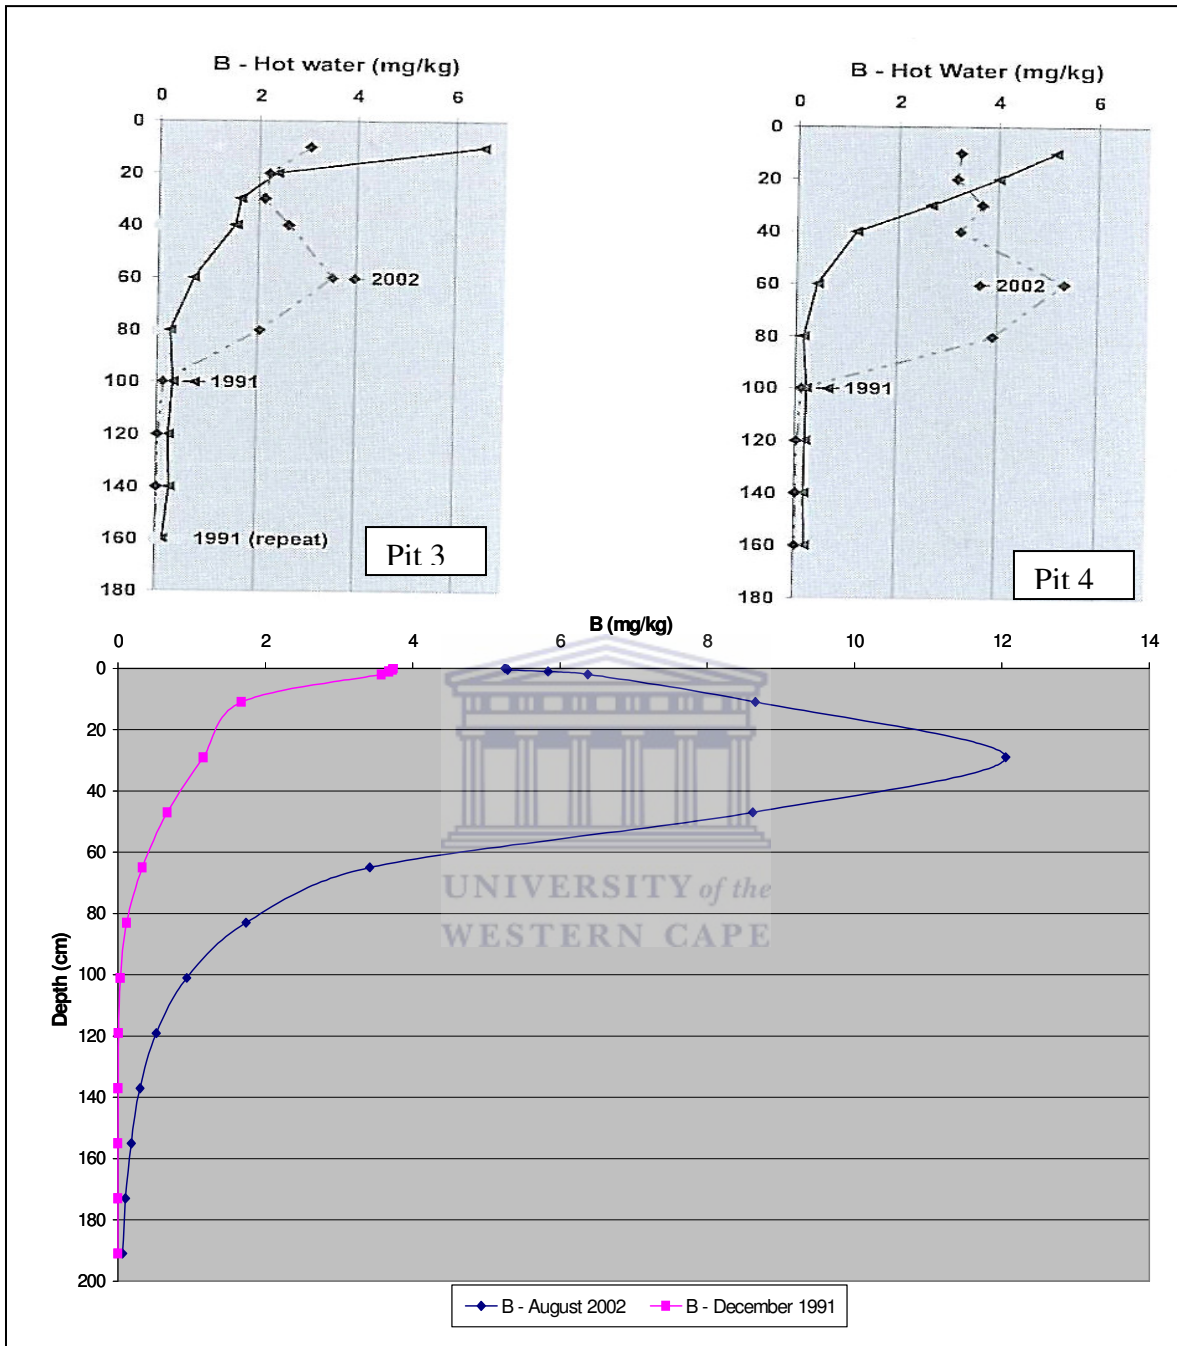 B - Hot water (mg/kg)
0 2 4 6
0
20
40
60
80
100
120
140
160
180
2002
1991
1991 (repeat)
Pit 3
B - Hot Water (mg/kg)
0 2 4 6
0
20
40
60
80
100
120
140
160
180
2002
1991
Pit 4
B (mg/kg)
0 2 4 6 8 10 12 14
0
20
40
60
80
100
120
140
160
180
200
Depth (cm)
UNIVERSITY of the
WESTERN CAPE
B - August 2002 B - December 1991